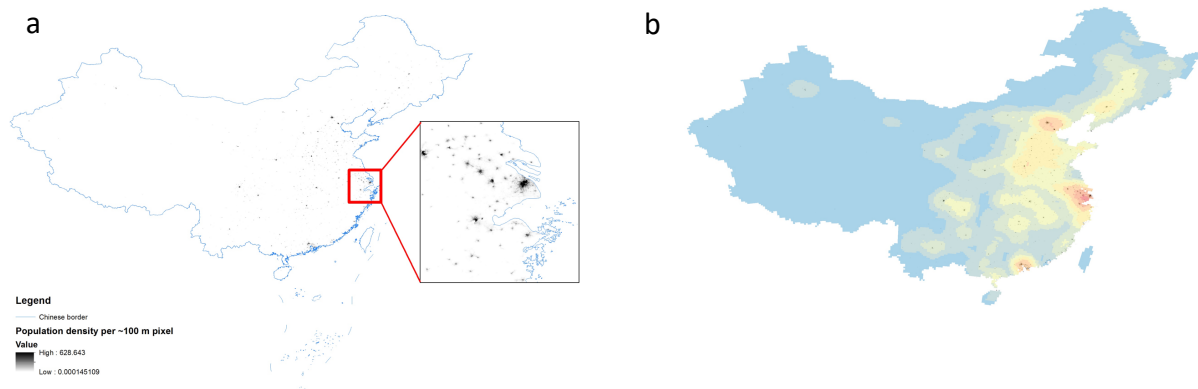 a
b
Legend
Chinese border
Population density per ~100 m pixel
Value
High : 628.643
Low : 0.000145109